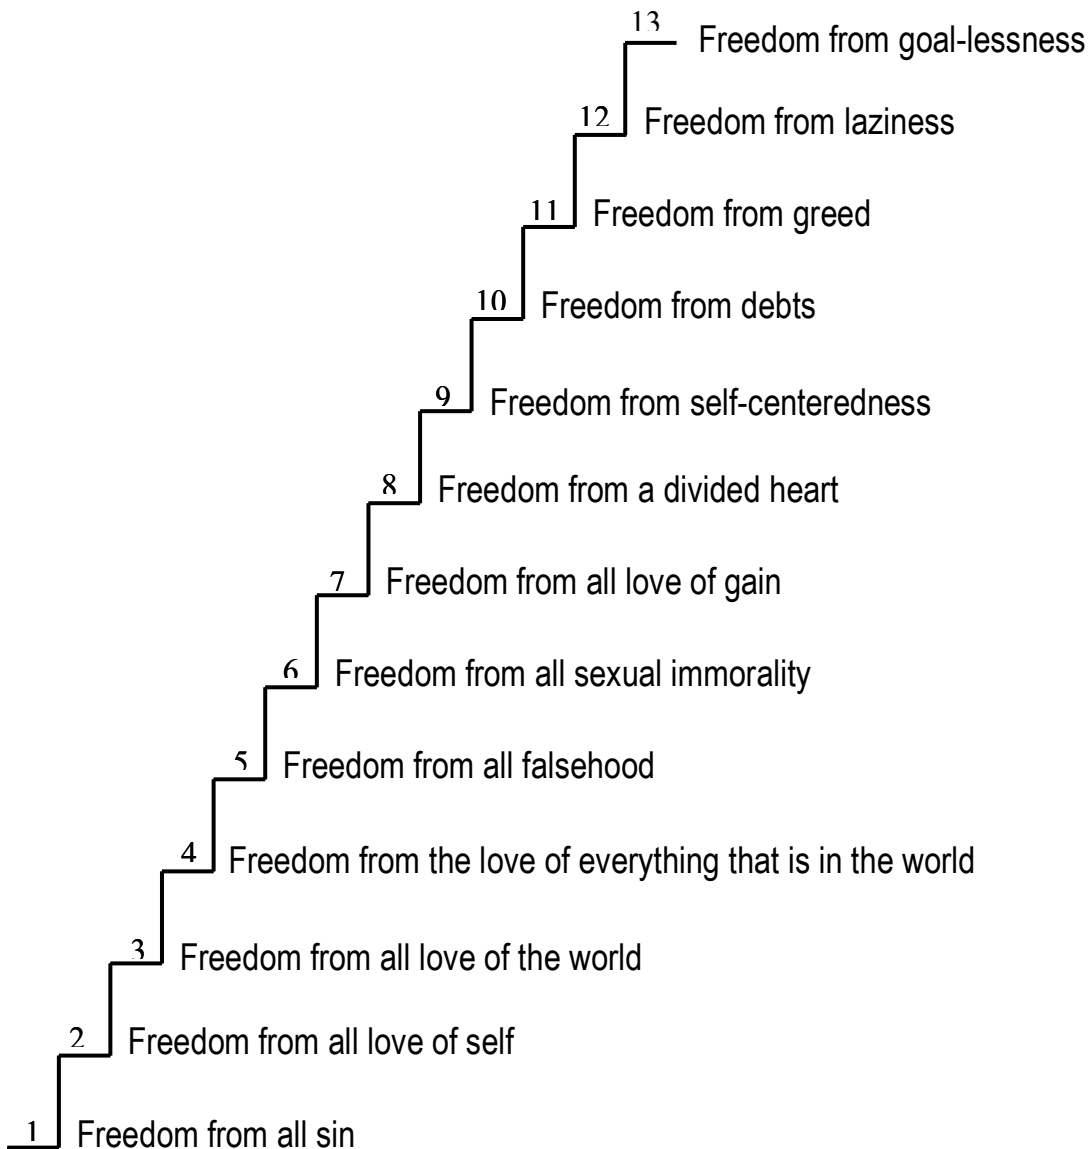 13 Freedom from goal-lessness
12 Freedom from laziness
11 Freedom from greed
10 Freedom from debts
9 Freedom from self-centeredness
8 Freedom from a divided heart
7 Freedom from all love of gain
6 Freedom from all sexual immorality
5 Freedom from all falsehood
4 Freedom from the love of everything that is in the world
3 Freedom from all love of the world
2 Freedom from all love of self
1 Freedom from all sin